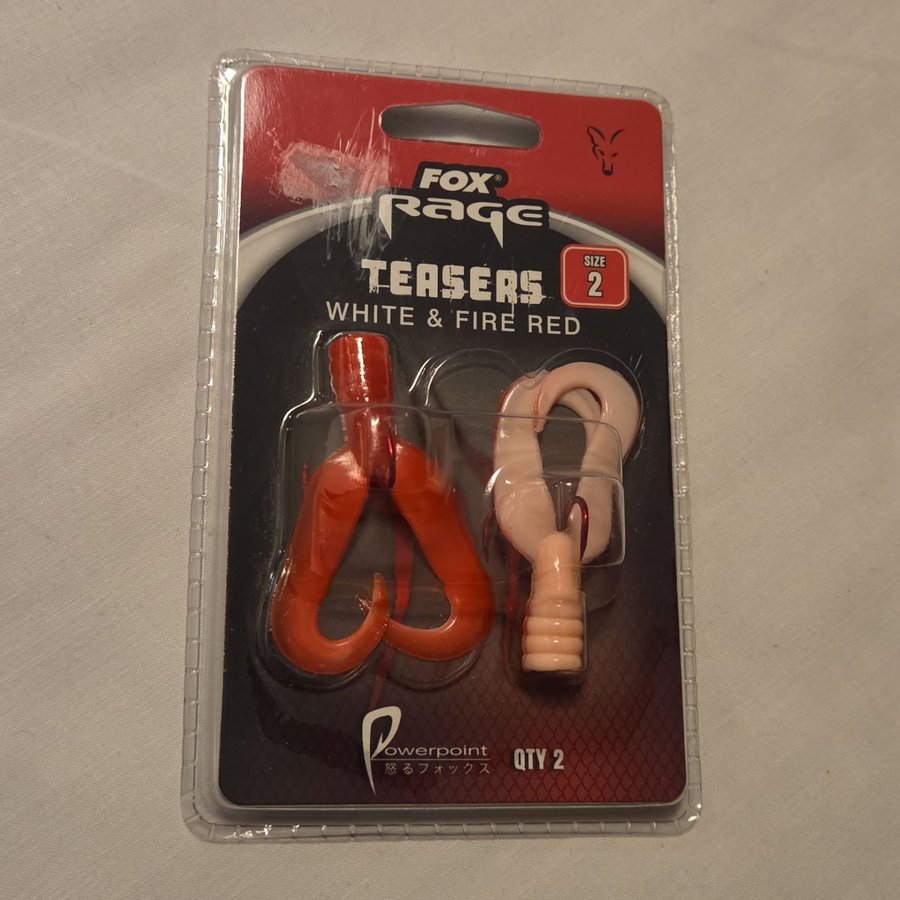 FOX®
RAGE
TEASERS
SIZE
2
WHITE & FIRE RED
Powerpoint
怒るフォックス
QTY 2